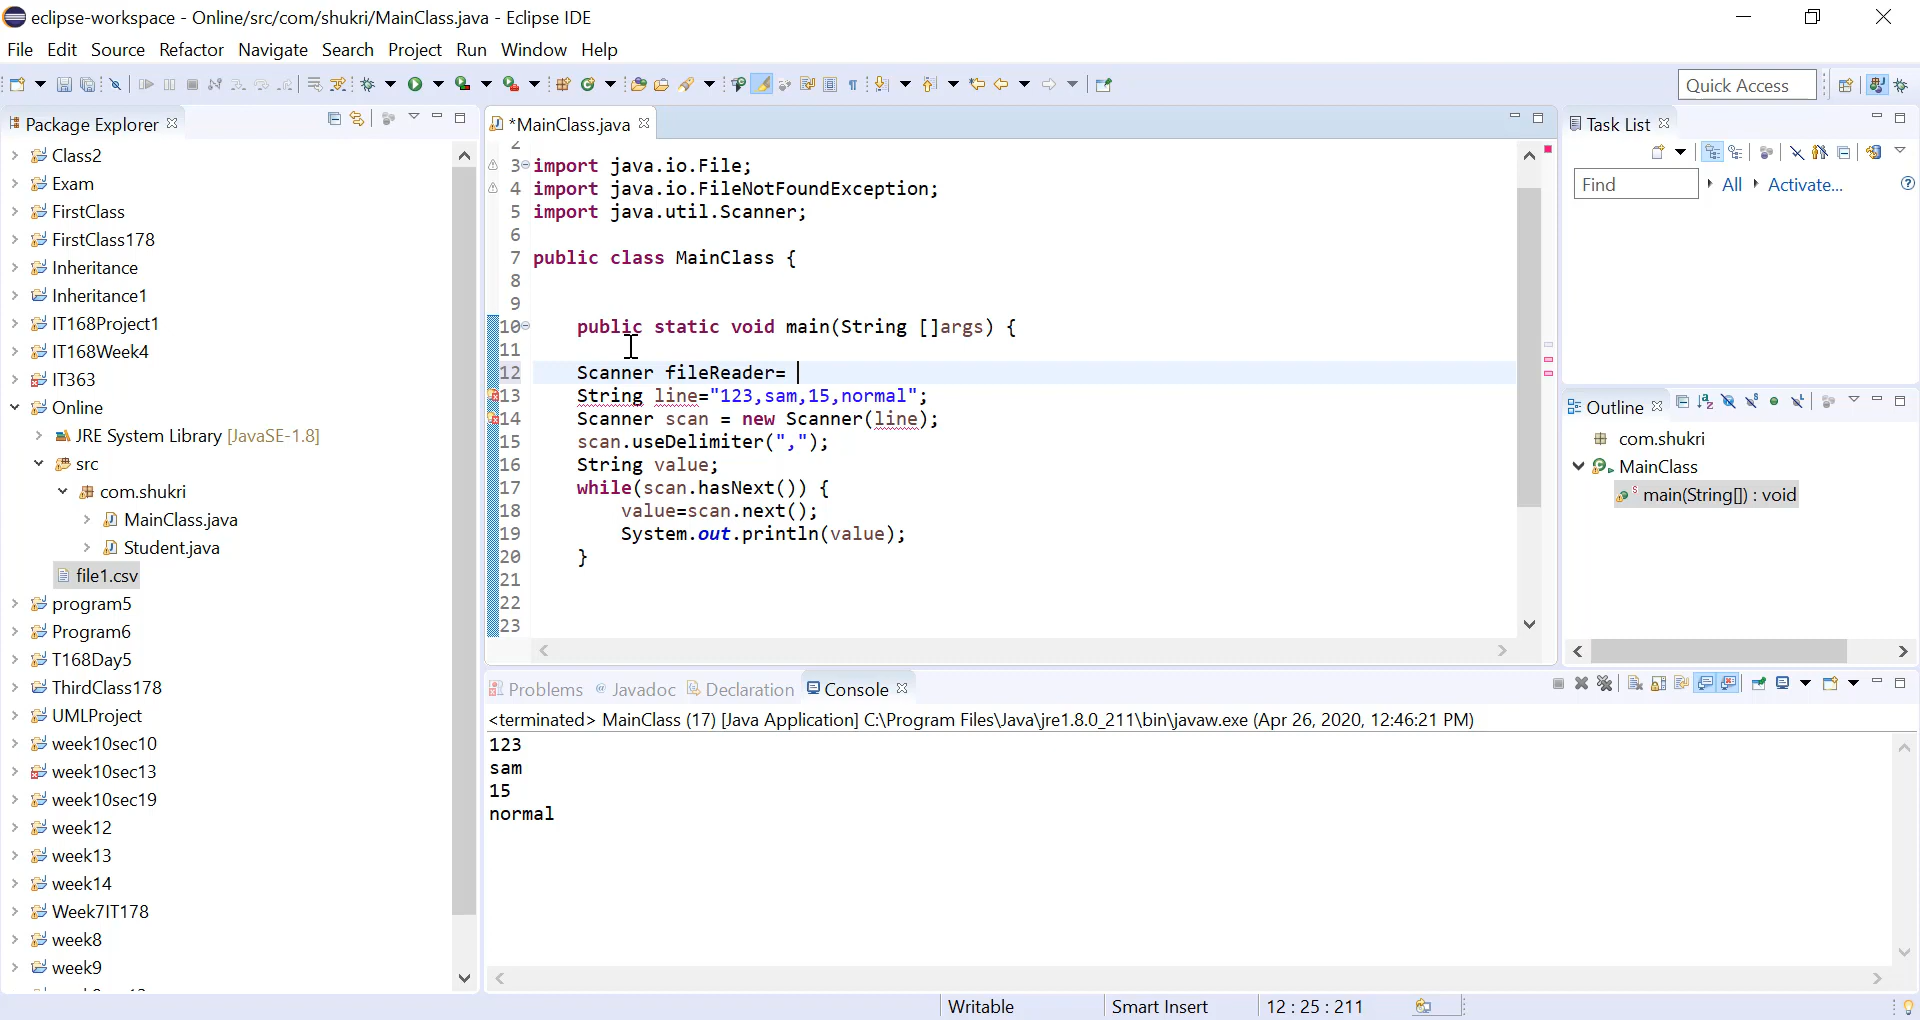 eclipse-workspace - Online/src/com/shukri/MainClass.java - Eclipse IDE
File Edit Source Refactor Navigate Search Project Run Window Help
Quick Access
Package Explorer
Class2
Exam
FirstClass
FirstClass178
Inheritance
Inheritance1
IT168Project1
IT168Week4
IT363
Online
JRE System Library [JavaSE-1.8]
src
com.shukri
MainClass.java
Student.java
file1.csv
program5
Program6
T168Day5
ThirdClass178
UMLProject
week10sec10
week10sec13
week10sec19
week12
week13
week14
Week7IT178
week8
week9
*MainClass.java
2
3 import java.io.File;
4 import java.io.FileNotFoundException;
5 import java.util.Scanner;
6
7 public class MainClass {
8
9
10 public static void main(String []args) {
11
12 Scanner fileReader=
13 String line="123,sam,15,normal";
14 Scanner scan = new Scanner(line);
15 scan.useDelimiter(",");
16 String value;
17 while(scan.hasNext()) {
18 value=scan.next();
19 System.out.println(value);
20 }
21
22
23
Task List
Find All Activate...
Outline
com.shukri
MainClass
main(String[]) : void
Problems @ Javadoc Declaration Console
<terminated> MainClass (17) [Java Application] C:\Program Files\Java\jre1.8.0_211\bin\javaw.exe (Apr 26, 2020, 12:46:21 PM)
123
sam
15
normal
Writable Smart Insert 12 : 25 : 211